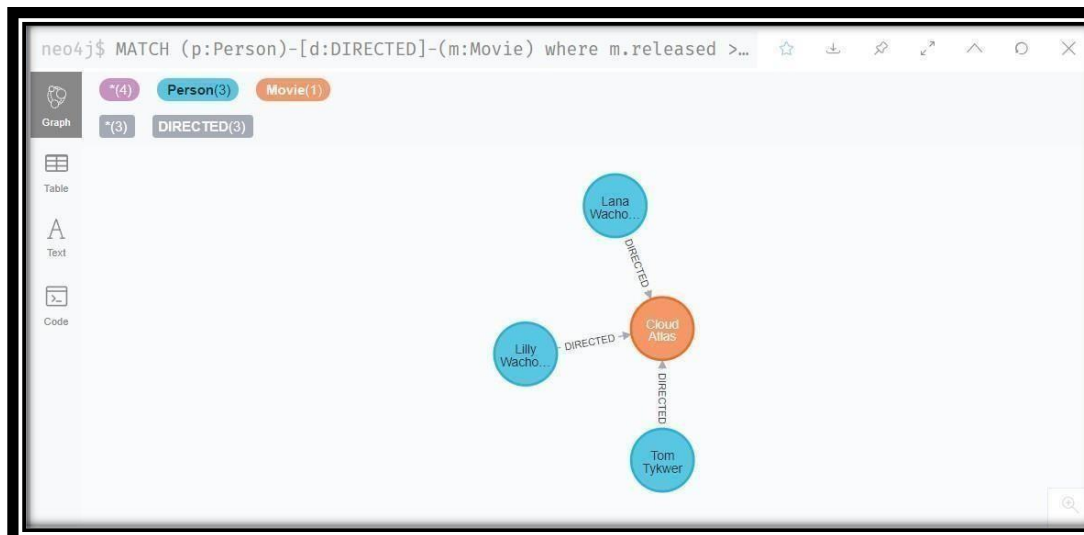 neo4j$ MATCH (p:Person)-[d:DIRECTED]-(m:Movie) where m.released >…
*(4) Person(3) Movie(1)
*(3) DIRECTED(3)
Graph
Table
A
Text
Code
Lana
Wacho...
DIRECTED
Cloud
Atlas
Lilly
Wacho...
DIRECTED
DIRECTED
Tom
Tykwer